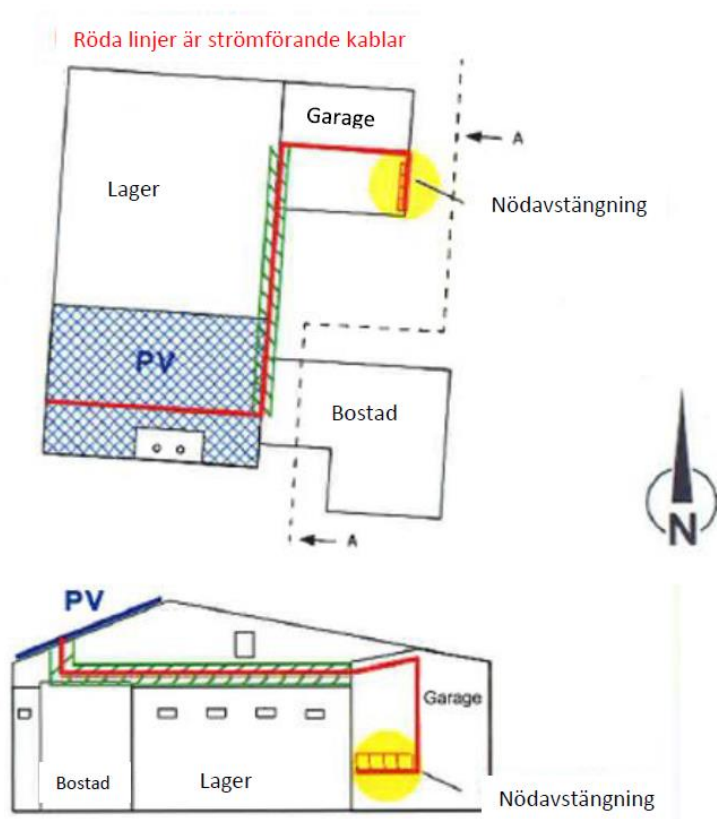 Röda linjer är strömförande kablar
Garage
A
Lager
Nödavstängning
PV
Bostad
A
N
PV
Garage
Bostad
Lager
Nödavstängning